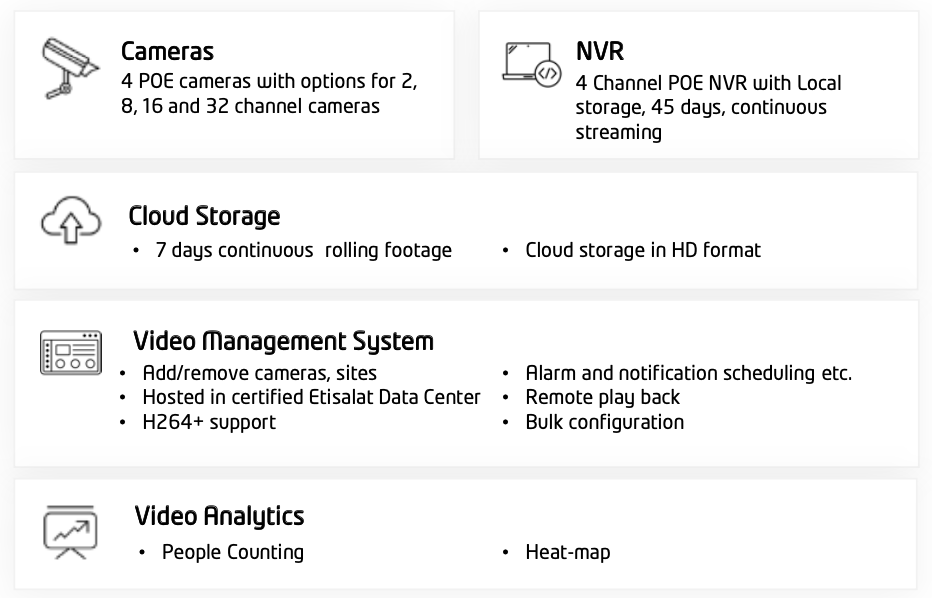 Cameras
4 POE cameras with options for 2,
8, 16 and 32 channel cameras
NVR
4 Channel POE NVR with Local
storage, 45 days, continuous
streaming
Cloud Storage
• 7 days continuous  rolling footage
• Cloud storage in HD format
Video Management System
• Add/remove cameras, sites
• Hosted in certified Etisalat Data Center
• H264+ support
• Alarm and notification scheduling etc.
• Remote play back
• Bulk configuration
Video Analytics
• People Counting
• Heat-map